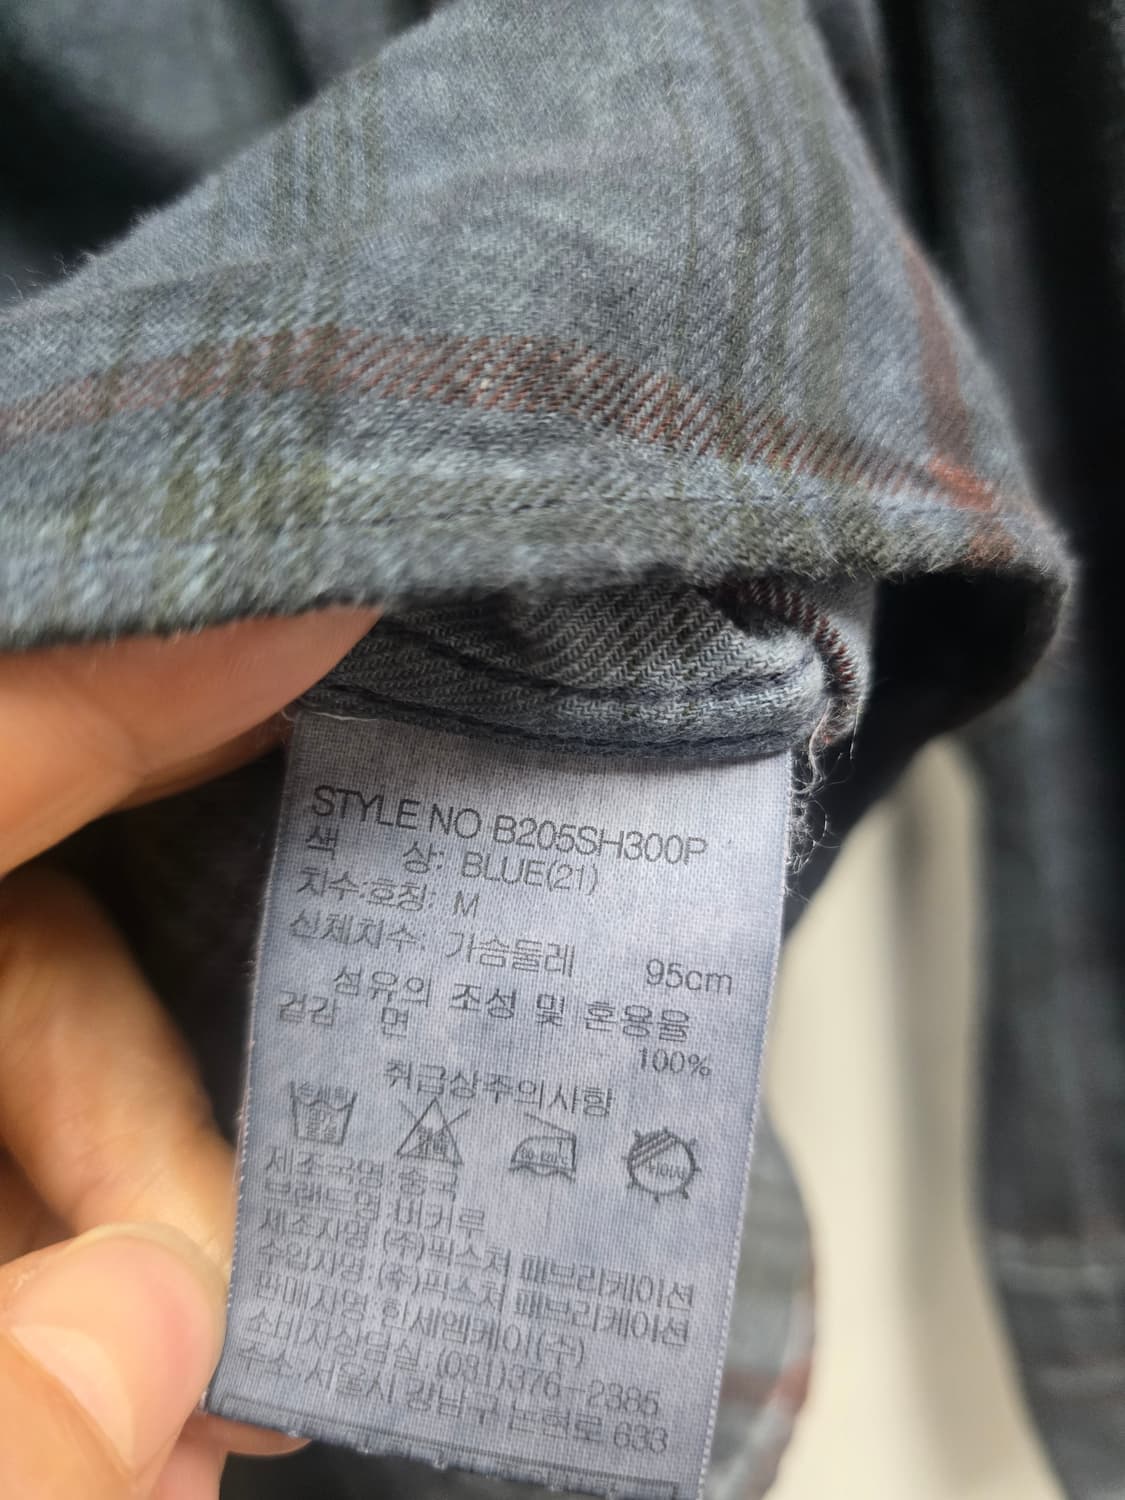 STYLE NO B205SH300P
색 상: BLUE(21)
치수:호칭: M
신체치수: 가슴둘레 95cm
섬유의 조성 및 혼용율
겉감 면 100%
취급상주의사항
제조국명:중국
브랜드명:버커루
제조자명:(주)픽스처 패브리케이션
수입자명:(주)픽스처 패브리케이션
판매자명:한세엠케이(주)
소비자상담실:(031)376-2385
주소:서울시 강남구 논현로 633